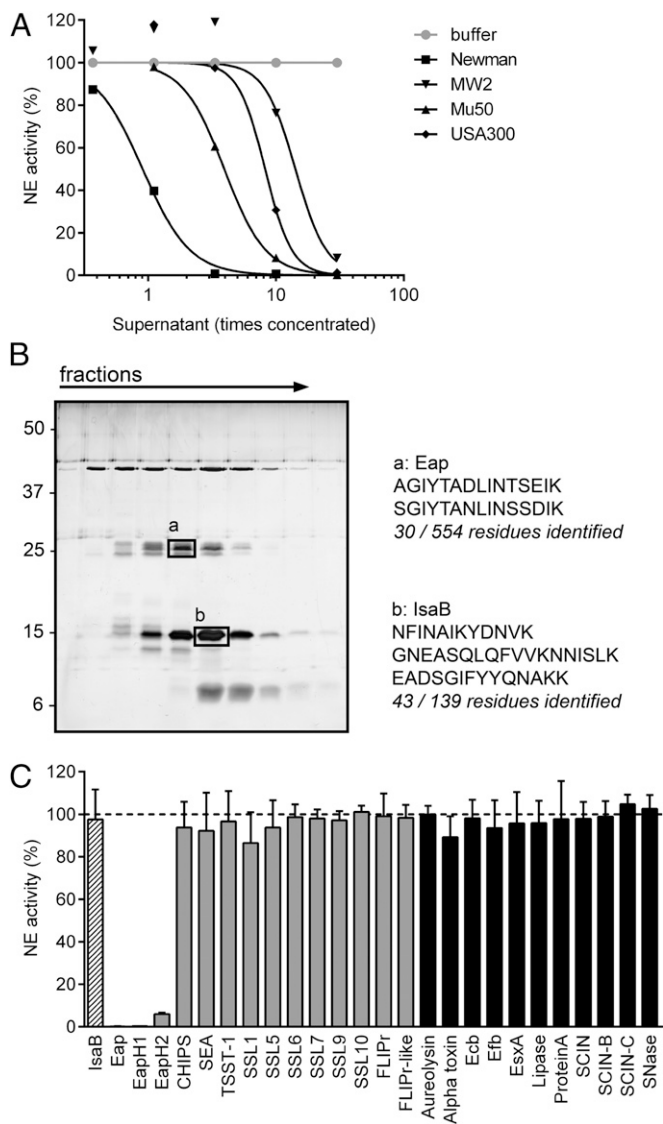 A
120
100
80
60
40
20
0
NE activity (%)
1
10
100
Supernatant (times concentrated)
buffer
Newman
MW2
Mu50
USA300
B
fractions
50
37
25
15
6
a
b
a: Eap
AGIYTADLINTSEIK
SGIYTANLINSSDIK
30 / 554 residues identified
b: IsaB
NFINAIKYDNVK
GNEASQLQFVVKNNISLK
EADSGIFYYQNAKK
43 / 139 residues identified
C
120
100
80
60
40
20
0
NE activity (%)
IsaB
Eap
EapH1
EapH2
CHIPS
SEA
TSST-1
SSL1
SSL5
SSL6
SSL7
SSL9
SSL10
FLIPr
FLIPr-like
Aureolysin
Alpha toxin
Ecb
Efb
EsxA
Lipase
ProteinA
SCIN
SCIN-B
SCIN-C
SNase